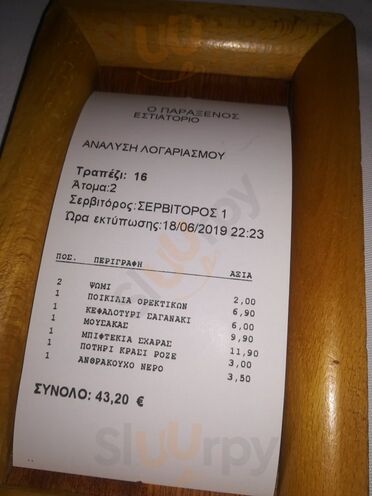 Ο ΠΑΡΑΞΕΝΟΣ
ΕΣΤΙΑΤΟΡΙΟ
ΑΝΑΛΥΣΗ ΛΟΓΑΡΙΑΣΜΟΥ
Τραπέζι: 16
Άτομα:2
Σερβιτόρος:ΣΕΡΒΙΤΟΡΟΣ 1
Ώρα εκτύπωσης:18/06/2019 22:23
ΠΟΣ. ΠΕΡΙΓΡΑΦΗ ΑΞΙΑ
2 ΨΩΜΙ 2,00
1 ΠΟΙΚΙΛΙΑ ΟΡΕΚΤΙΚΩΝ 6,90
1 ΚΕΦΑΛΟΤΥΡΙ ΣΑΓΑΝΑΚΙ 6,00
1 ΜΟΥΣΑΚΑΣ 9,90
1 ΜΠΙΦΤΕΚΙΑ ΣΧΑΡΑΣ 11,90
1 ΠΟΤΗΡΙ ΚΡΑΣΙ ΡΟΖΕ 3,00
1 ΑΝΘΡΑΚΟΥΧΟ ΝΕΡΟ 3,50
ΣΥΝΟΛΟ: 43,20 €
Sluurpy
Sluurpy
Sluurpy